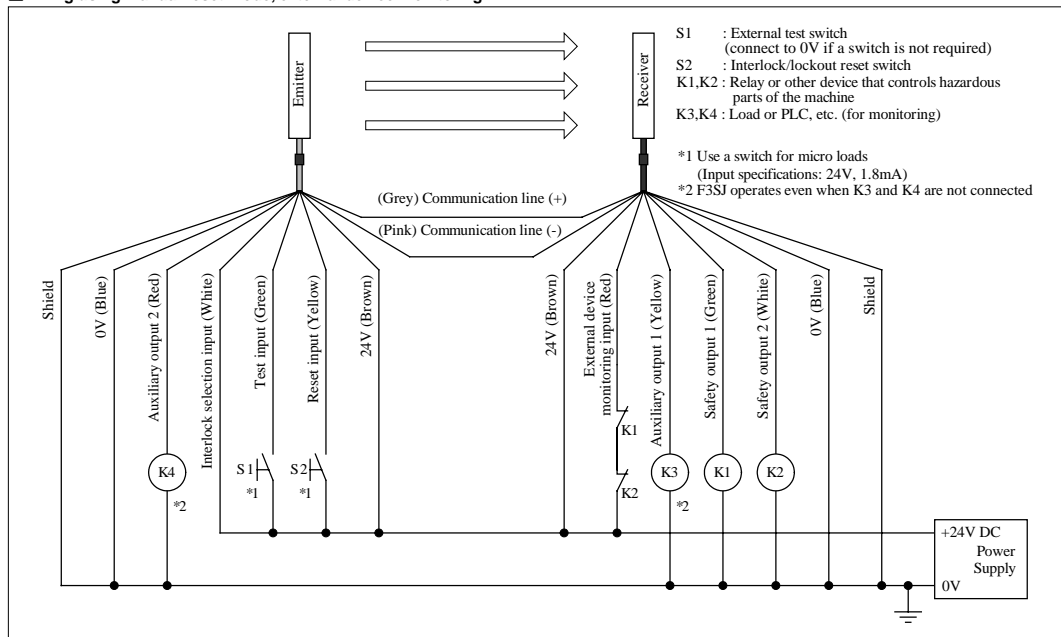 Emitter
Receiver
S1 : External test switch
(connect to 0V if a switch is not required)
S2 : Interlock/lockout reset switch
K1,K2 : Relay or other device that controls hazardous
parts of the machine
K3,K4 : Load or PLC, etc. (for monitoring)
*1 Use a switch for micro loads
(Input specifications: 24V, 1.8mA)
*2 F3SJ operates even when K3 and K4 are not connected
(Grey) Communication line (+)
(Pink) Communication line (-)
Shield
0V (Blue)
Auxiliary output 2 (Red)
Interlock selection input (White)
Test input (Green)
Reset input (Yellow)
24V (Brown)
24V (Brown)
External device
monitoring input (Red)
Auxiliary output 1 (Yellow)
Safety output 1 (Green)
Safety output 2 (White)
0V (Blue)
Shield
K1
K4
S1
S2
K3
K1
K2
*2
*1
*1
K2
*2
+24V DC
Power
Supply
0V